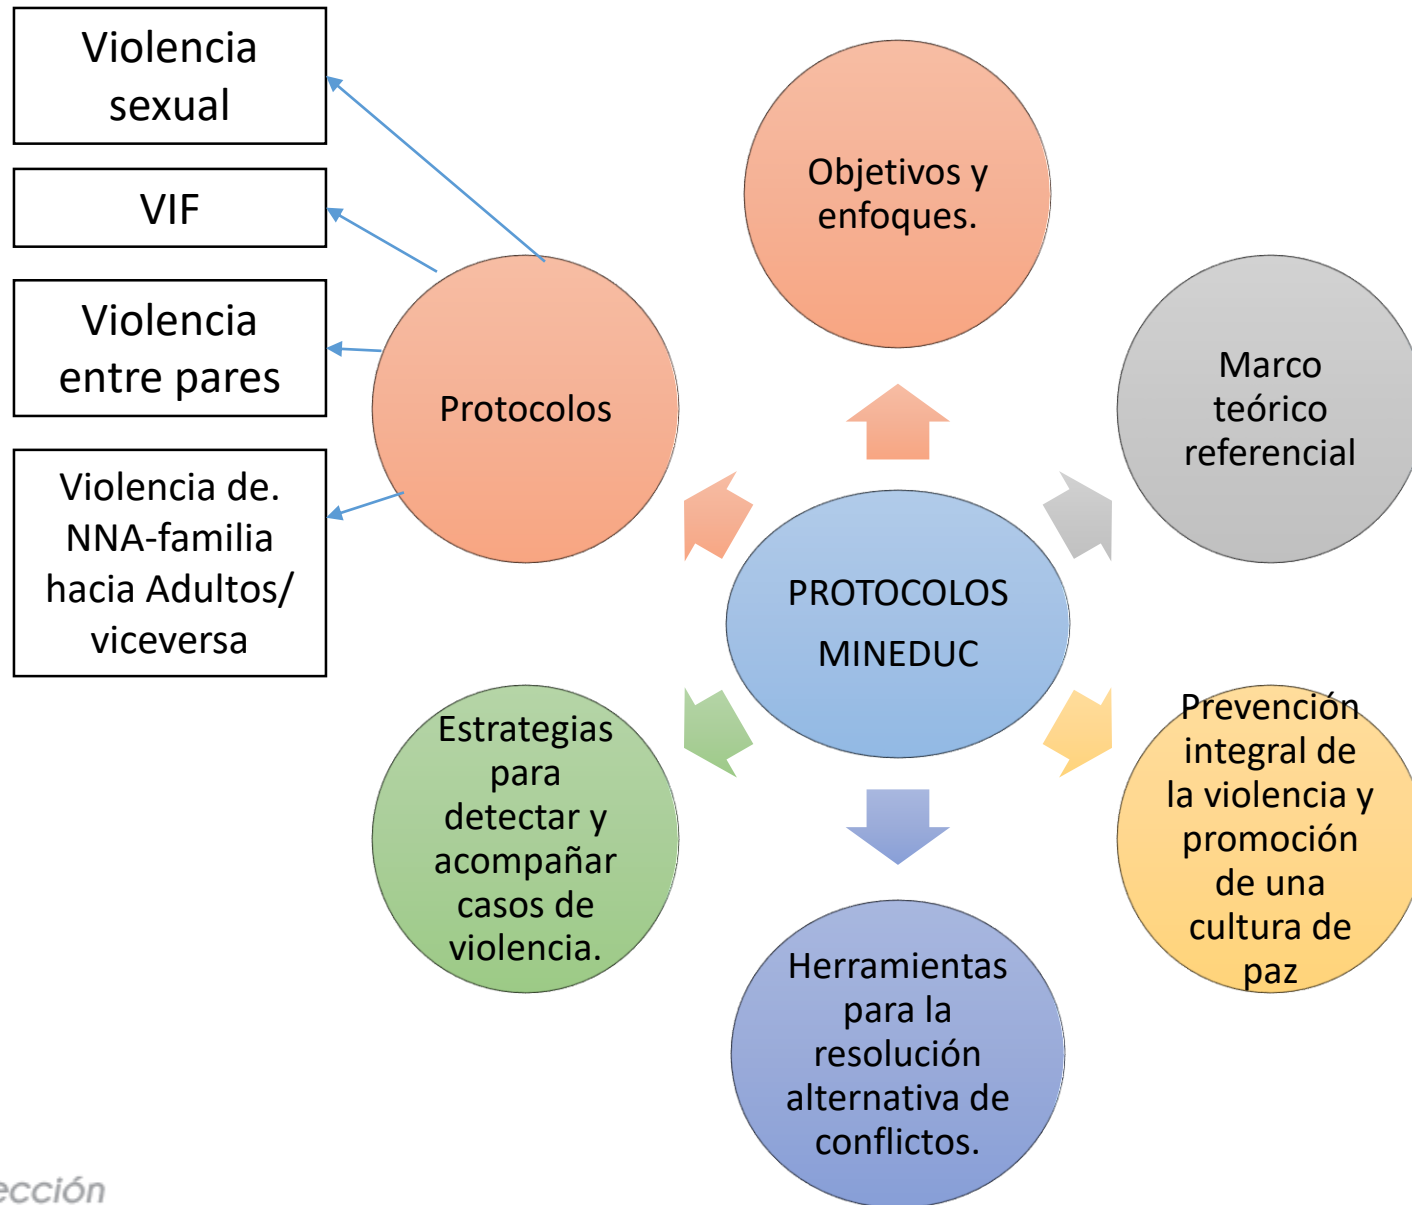 Violencia
sexual
VIF
Violencia
entre pares
Violencia de.
NNA-familia
hacia Adultos/
viceversa
Protocolos
Objetivos y
enfoques.
Marco
teórico
referencial
PROTOCOLOS
MINEDUC
Prevención
integral de
la violencia y
promoción
de una
cultura de
paz
Herramientas
para la
resolución
alternativa de
conflictos.
Estrategias
para
detectar y
acompañar
casos de
violencia.
ección